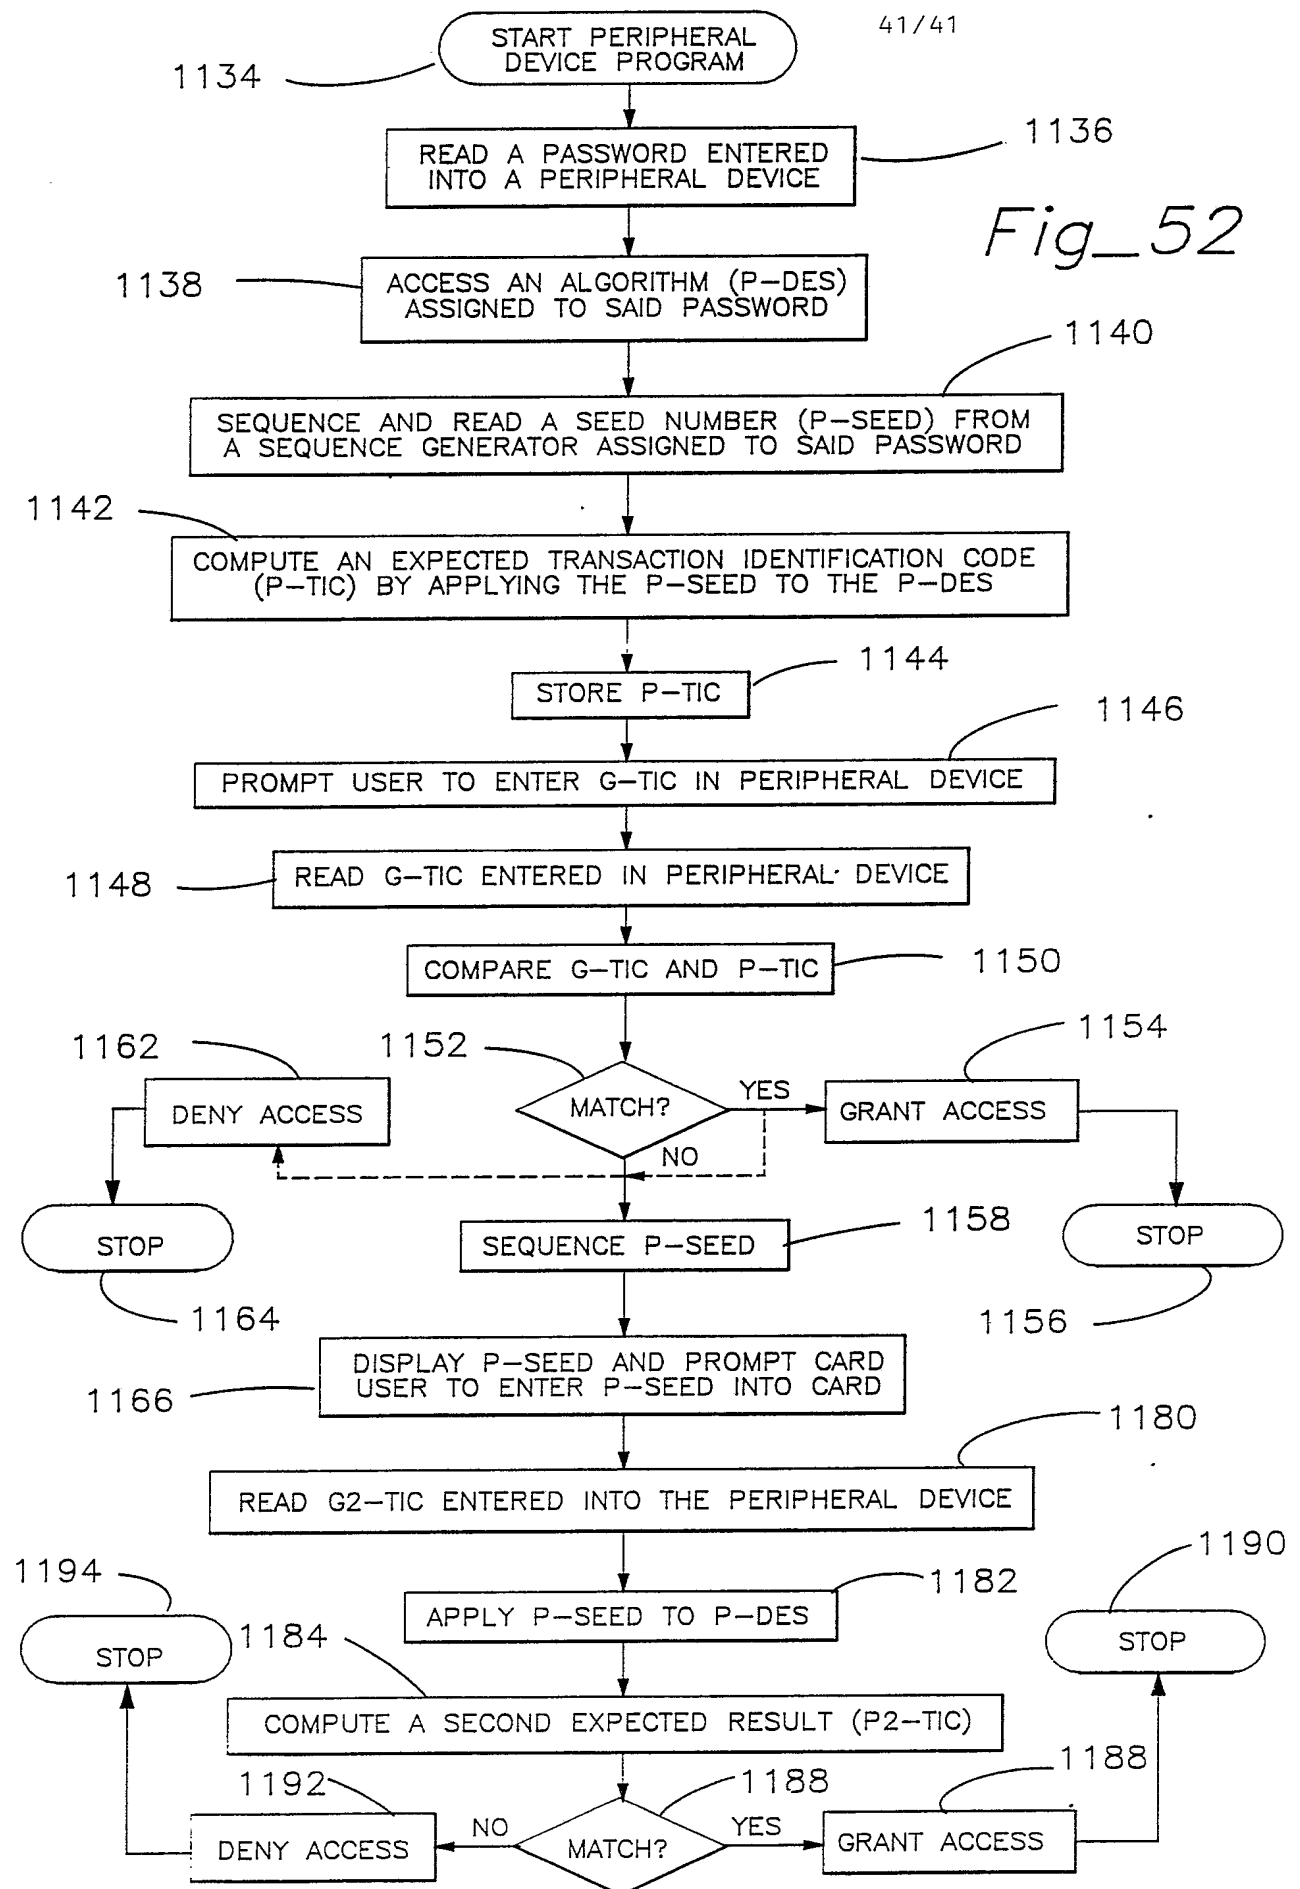 41/41
START PERIPHERAL
DEVICE PROGRAM
1134
READ A PASSWORD ENTERED
INTO A PERIPHERAL DEVICE
1136
Fig_52
1138
ACCESS AN ALGORITHM (P-DES)
ASSIGNED TO SAID PASSWORD
1140
SEQUENCE AND READ A SEED NUMBER (P-SEED) FROM
A SEQUENCE GENERATOR ASSIGNED TO SAID PASSWORD
1142
COMPUTE AN EXPECTED TRANSACTION IDENTIFICATION CODE
(P-TIC) BY APPLYING THE P-SEED TO THE P-DES
1144
STORE P-TIC
1146
PROMPT USER TO ENTER G-TIC IN PERIPHERAL DEVICE
1148
READ G-TIC ENTERED IN PERIPHERAL DEVICE
COMPARE G-TIC AND P-TIC
1150
1162
1152
1154
DENY ACCESS
MATCH?
YES
GRANT ACCESS
NO
STOP
SEQUENCE P-SEED
1158
STOP
1164
1156
DISPLAY P-SEED AND PROMPT CARD
USER TO ENTER P-SEED INTO CARD
1166
1180
READ G2-TIC ENTERED INTO THE PERIPHERAL DEVICE
1194
1190
1182
APPLY P-SEED TO P-DES
STOP
STOP
1184
COMPUTE A SECOND EXPECTED RESULT (P2-TIC)
1192
1188
1188
DENY ACCESS
NO
MATCH?
YES
GRANT ACCESS